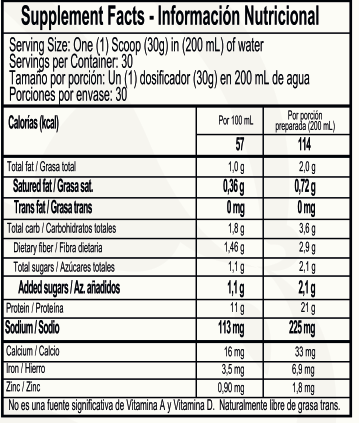 Supplement Facts - Información Nutricional
Serving Size: One (1) Scoop (30g) in (200 mL) of water
Servings per Container: 30
Tamaño por porción: Un (1) dosificador (30g) en 200 mL de agua
Porciones por envase: 30
Calorías (kcal) Por 100 mL Por porción preparada (200 mL)
57 114
Total fat / Grasa total 1,0 g 2,0 g
Satured fat / Grasa sat. 0,36 g 0,72 g
Trans fat / Grasa trans 0 mg 0 mg
Total carb / Carbohidratos totales 1,8 g 3,6 g
Dietary fiber / Fibra dietaria 1,46 g 2,9 g
Total sugars / Azúcares totales 1,1 g 2,1 g
Added sugars / Az. añadidos 1,1 g 2,1 g
Protein / Proteína 11 g 21 g
Sodium / Sodio 113 mg 225 mg
Calcium / Calcio 16 mg 33 mg
Iron / Hierro 3,5 mg 6,9 mg
Zinc / Zinc 0,90 mg 1,8 mg
No es una fuente significativa de Vitamina A y Vitamina D. Naturalmente libre de grasa trans.